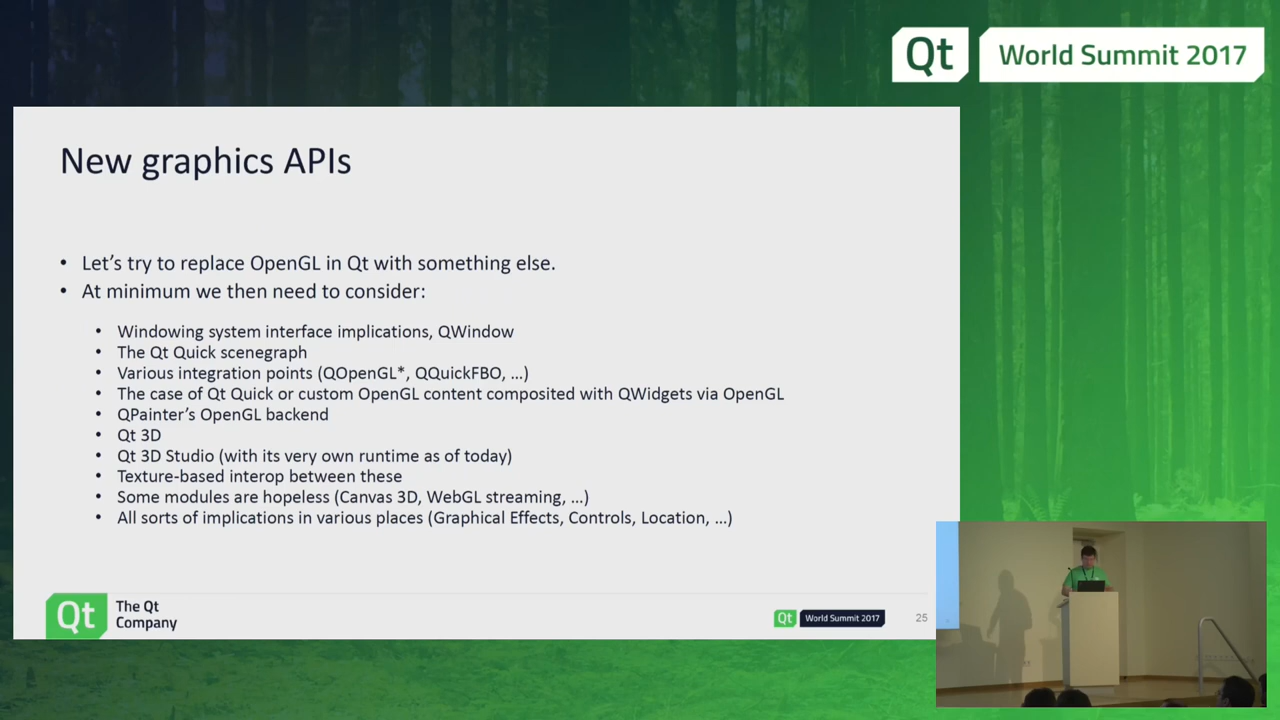 Qt World Summit 2017
New graphics APIs
• Let's try to replace OpenGL in Qt with something else.
• At minimum we then need to consider:
• Windowing system interface implications, QWindow
• The Qt Quick scenegraph
• Various integration points (QOpenGL*, QQuickFBO, ...)
• The case of Qt Quick or custom OpenGL content composited with QWidgets via OpenGL
• QPainter's OpenGL backend
• Qt 3D
• Qt 3D Studio (with its very own runtime as of today)
• Texture-based interop between these
• Some modules are hopeless (Canvas 3D, WebGL streaming, ...)
• All sorts of implications in various places (Graphical Effects, Controls, Location, ...)
Qt The Qt
Company
Qt World Summit 2017
25